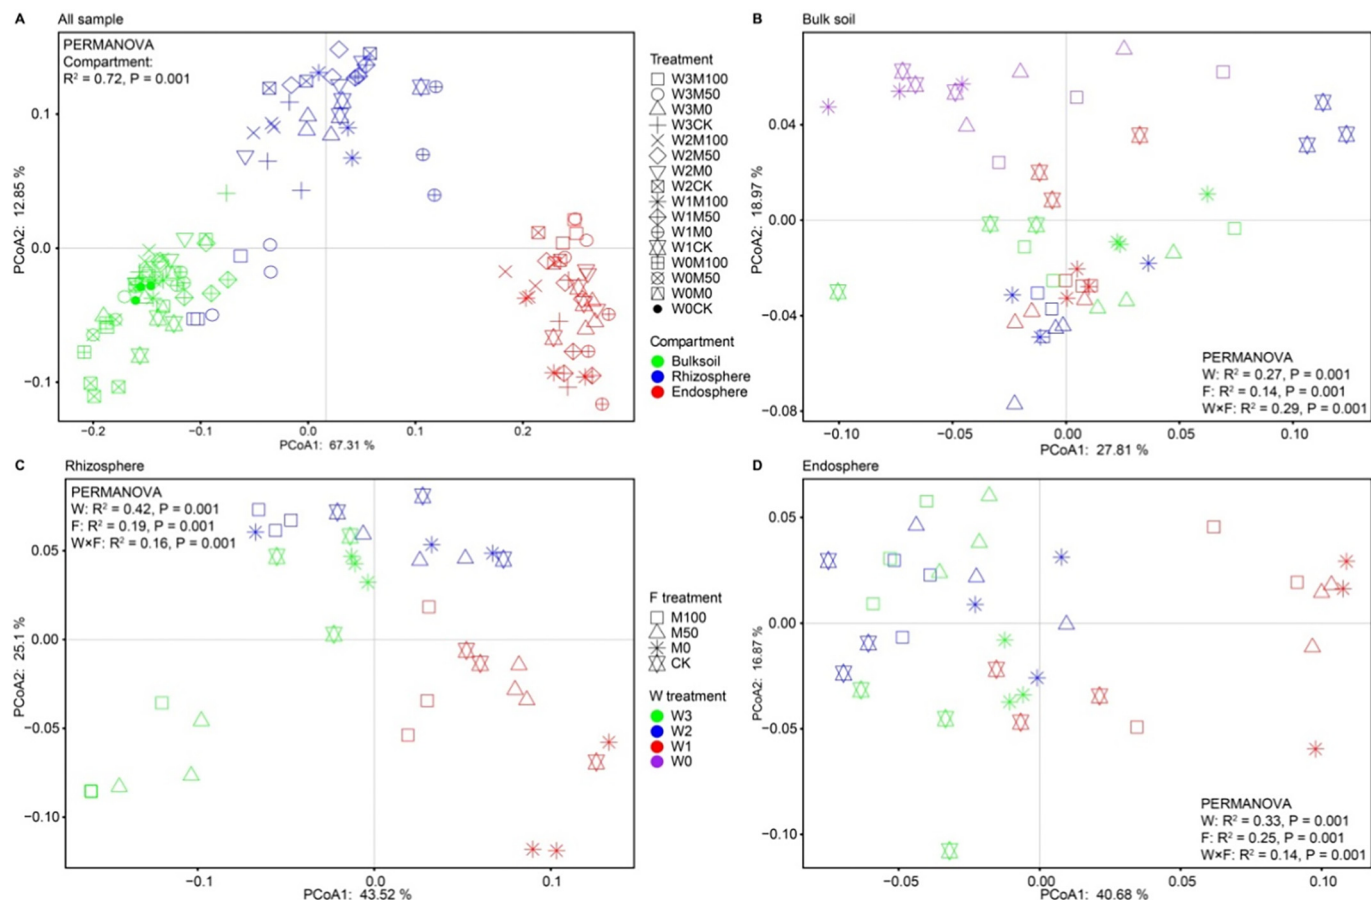 A All sample
PERMANOVA
Compartment:
R² = 0.72, P = 0.001
0.1
0.0
−0.1
PCoA2: 12.85 %
−0.2 −0.1 0.0 0.1 0.2
PCoA1: 67.31 %
Treatment
W3M100
W3M50
W3M0
W3CK
W2M100
W2M50
W2M0
W2CK
W1M100
W1M50
W1M0
W1CK
W0M100
W0M50
W0M0
W0CK
Compartment
Bulksoil
Rhizosphere
Endosphere
B Bulk soil
0.04
0.00
−0.04
−0.08
PCoA2: 18.97 %
PERMANOVA
W: R² = 0.27, P = 0.001
F: R² = 0.14, P = 0.001
W×F: R² = 0.29, P = 0.001
−0.10 −0.05 0.00 0.05 0.10
PCoA1: 27.81 %
C Rhizosphere
PERMANOVA
W: R² = 0.42, P = 0.001
F: R² = 0.19, P = 0.001
W×F: R² = 0.16, P = 0.001
0.05
0.00
−0.05
−0.10
PCoA2: 25.1 %
−0.1 0.0 0.1
PCoA1: 43.52 %
F treatment
M100
M50
M0
CK
W treatment
W3
W2
W1
W0
D Endosphere
0.05
0.00
−0.05
−0.10
PCoA2: 16.87 %
PERMANOVA
W: R² = 0.33, P = 0.001
F: R² = 0.25, P = 0.001
W×F: R² = 0.14, P = 0.001
−0.05 0.00 0.05 0.10
PCoA1: 40.68 %